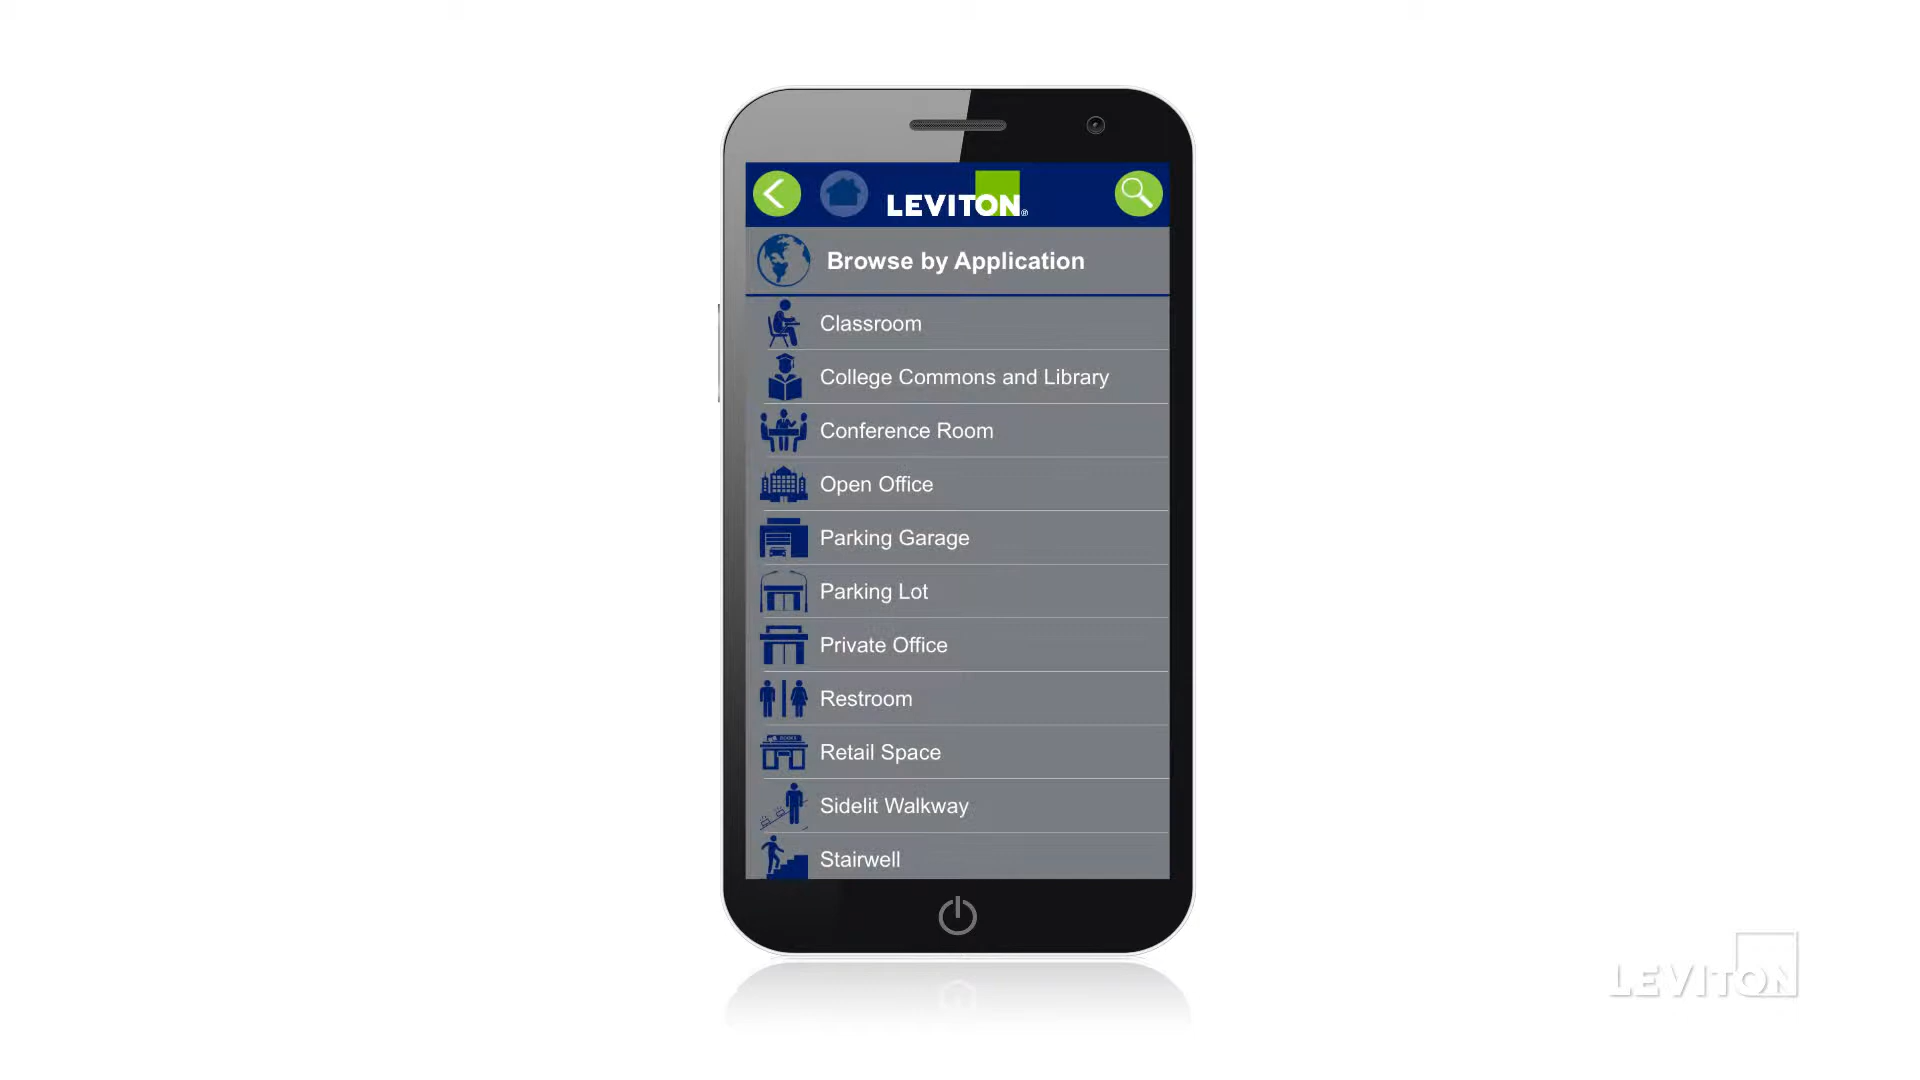 LEVITON®
Browse by Application
Classroom
College Commons and Library
Conference Room
Open Office
Parking Garage
Parking Lot
Private Office
Restroom
Retail Space
Sidelit Walkway
Stairwell
LEVITON